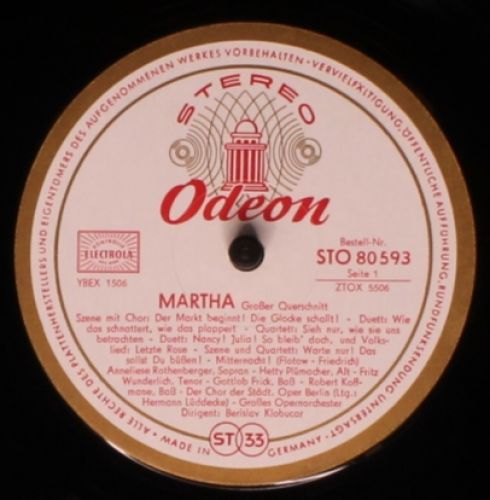 ALLE RECHTE DES PLATTENHERSTELLERS UND EIGENTÜMERS DES AUFGENOMMENEN WERKES VORBEHALTEN · VERVIELFÄLTIGUNG, ÖFFENTLICHE AUFFÜHRUNG, RUNDFUNKSENDUNG UNTERSAGT ·
STEREO
Odeon
ELECTROLA
YBEX 1506
Bestell-Nr.
STO 80 593
Seite 1
ZTOX 5506
MARTHA Großer Querschnitt
Szene mit Chor: Der Markt beginnt! Die Glocke schallt! - Duett: Wie
das schnattert, wie das plappert - Quartett: Sieh nur, wie sie uns
betrachten - Duett: Nancy! Julia! So bleib' doch, und Volks-
lied: Letzte Rose - Szene und Quartett: Warte nur! Das
sollst Du büßen! - Mitternacht! (Flotow - Friedrich)
Anneliese Rothenberger, Sopran - Hetty Plümacher, Alt - Fritz
Wunderlich, Tenor - Gottlob Frick, Baß - Robert Koff-
mane, Baß - Der Chor der Städt. Oper Berlin (Ltg.:
Hermann Lüddecke) - Großes Opernorchester
Dirigent: Berislav Klobucar
MADE IN
ST 33
GERMANY